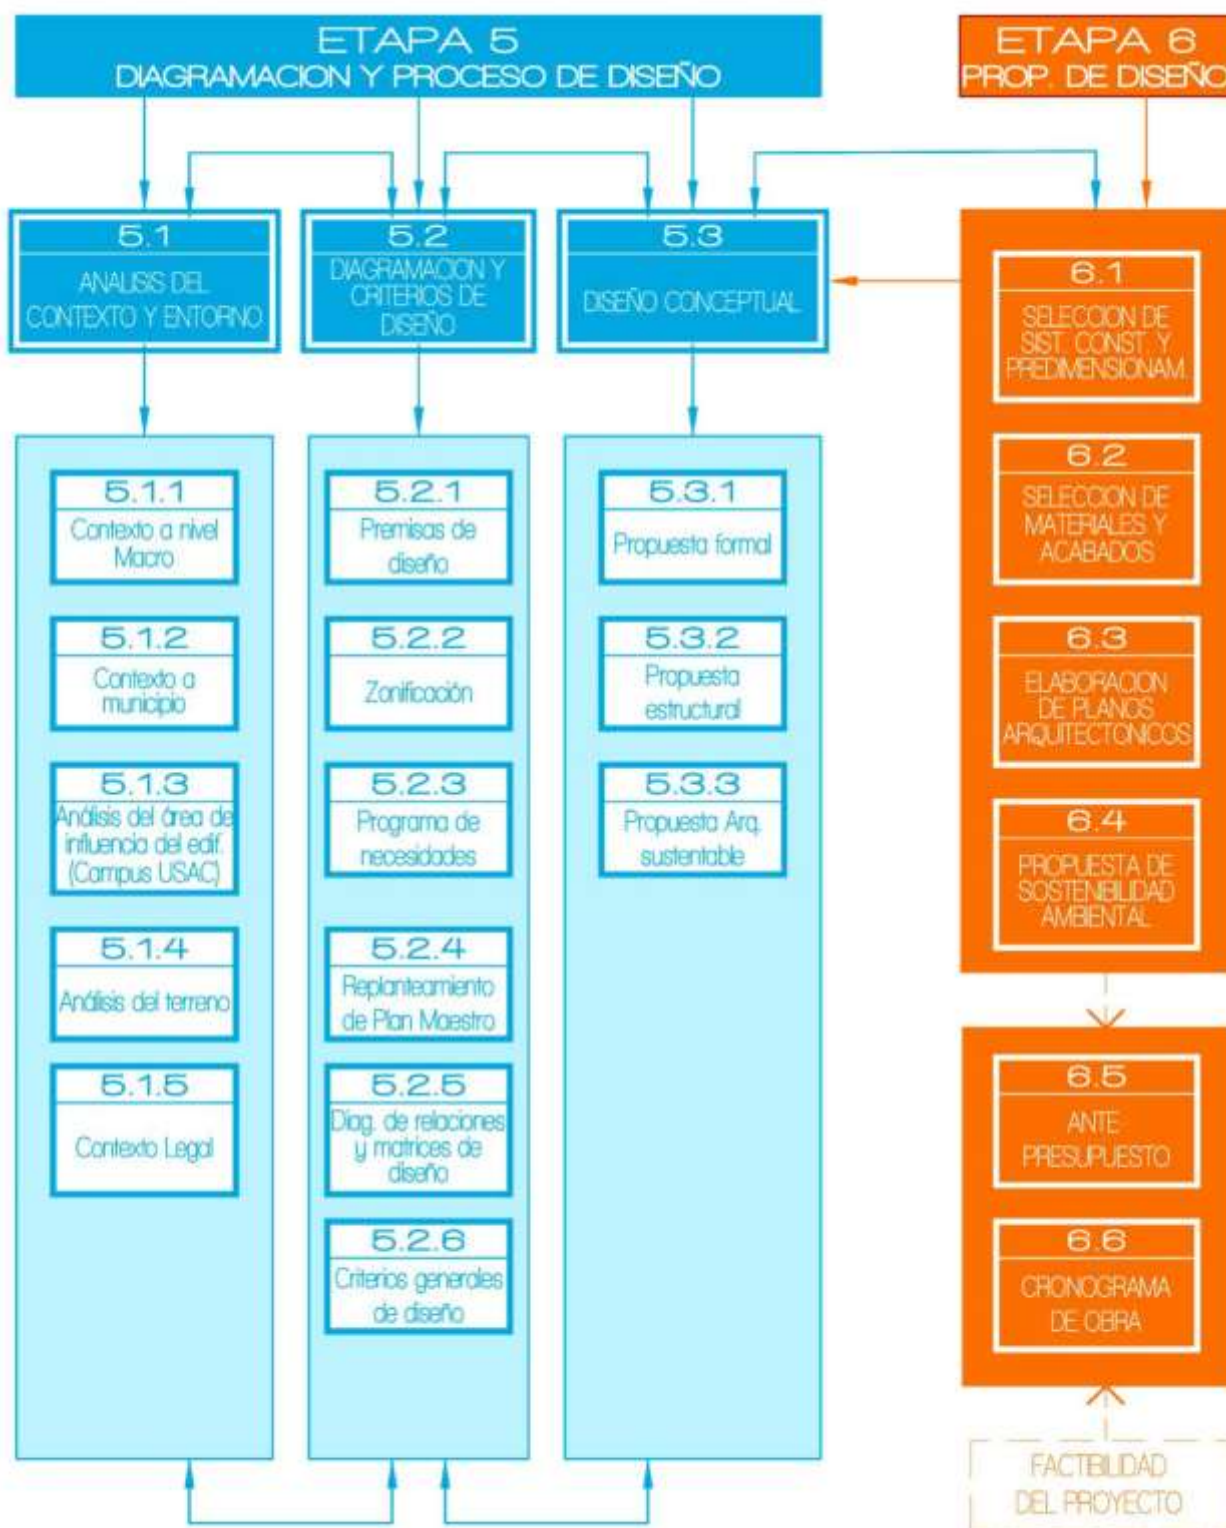 ETAPA 5
DIAGRAMACION Y PROCESO DE DISEÑO
5.1
ANALISIS DEL
CONTEXTO Y ENTORNO
5.2
DIAGRAMACION Y
CRITERIOS DE
DISEÑO
5.3
DISEÑO CONCEPTUAL
5.1.1
Contexto a nivel
Macro
5.1.2
Contexto a
municipio
5.1.3
Análisis del área de
influencia del edif.
(Campus USAC)
5.1.4
Análisis del terreno
5.1.5
Contexto Legal
5.2.1
Premisas de
diseño
5.2.2
Zonificación
5.2.3
Programa de
necesidades
5.2.4
Replanteamiento
de Plan Maestro
5.2.5
Diag. de relaciones
y matrices de
diseño
5.2.6
Criterios generales
de diseño
5.3.1
Propuesta formal
5.3.2
Propuesta
estructural
5.3.3
Propuesta Arq.
sustentable
ETAPA 6
PROP. DE DISEÑO
6.1
SELECCION DE
SIST. CONST. Y
PREDIMENSIONAM.
6.2
SELECCION DE
MATERIALES Y
ACABADOS
6.3
ELABORACION
DE PLANOS
ARQUITECTONICOS
6.4
PROPUESTA DE
SOSTENIBILIDAD
AMBIENTAL
6.5
ANTE
PRESUPUESTO
6.6
CRONOGRAMA
DE OBRA
FACTIBILIDAD
DEL PROYECTO